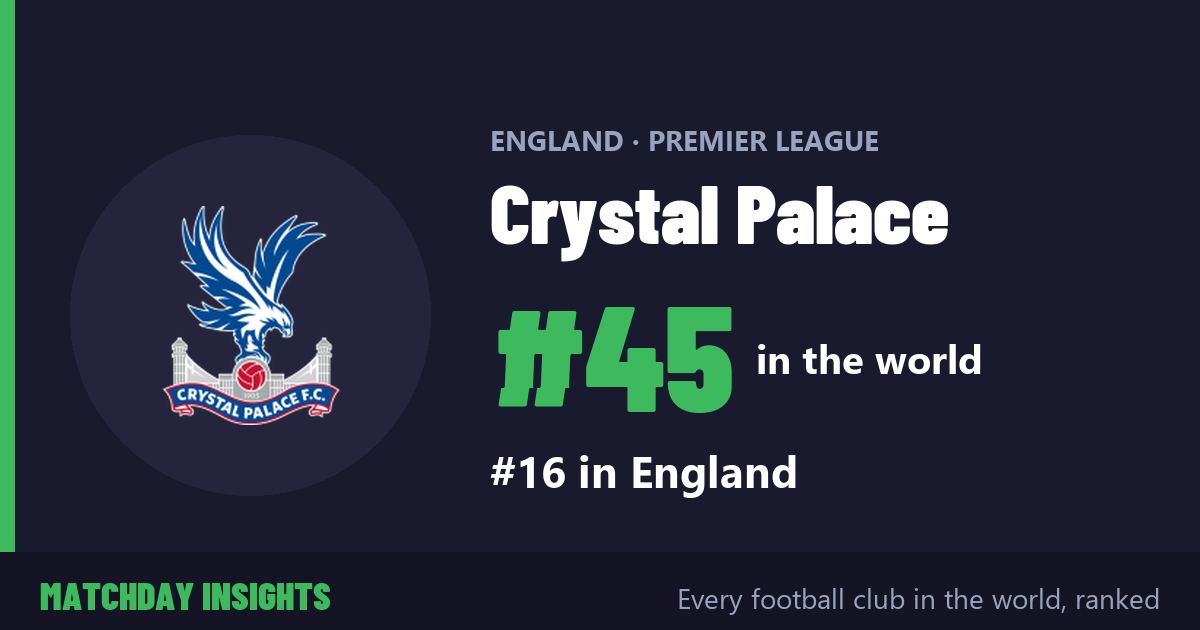 ENGLAND · PREMIER LEAGUE
Crystal Palace
#45 in the world
#16 in England
CRYSTAL PALACE F.C.
1905
MATCHDAY INSIGHTS
Every football club in the world, ranked